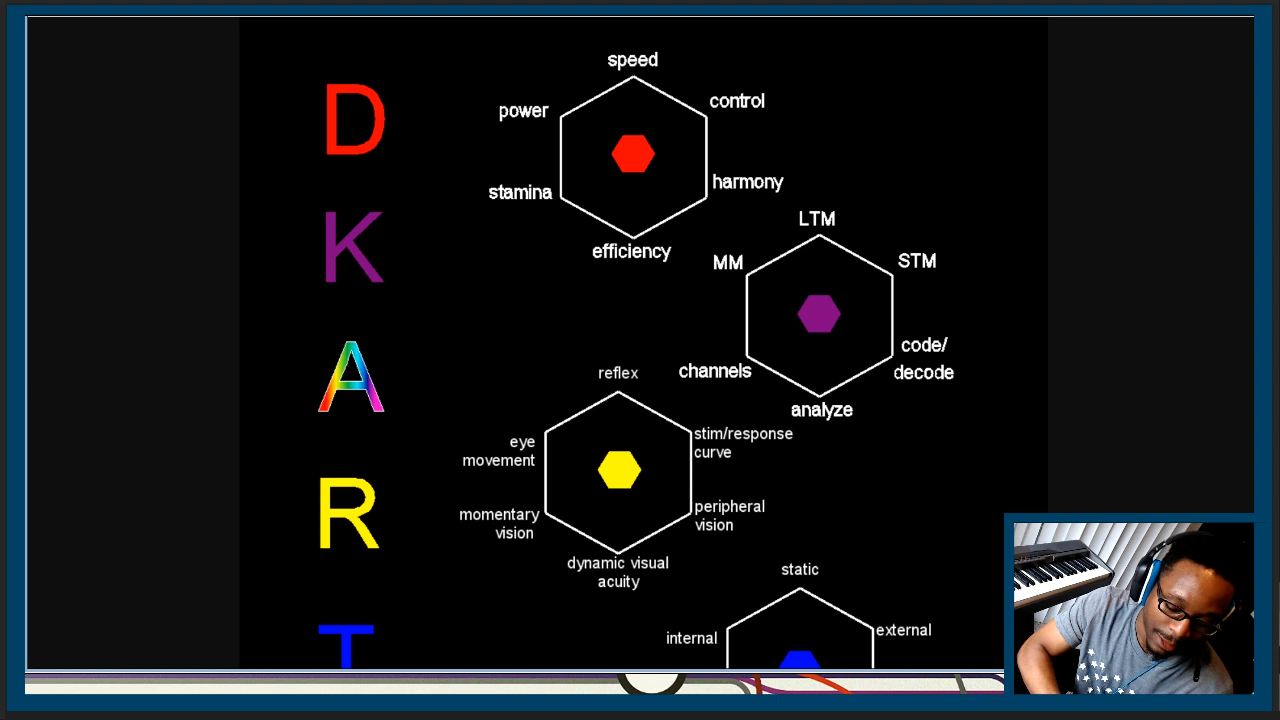 D
speed
power
control
stamina
harmony
efficiency
K
LTM
MM
STM
channels
code/
decode
analyze
A
reflex
eye
movement
stim/response
curve
momentary
vision
peripheral
vision
dynamic visual
acuity
R
static
internal
external
T